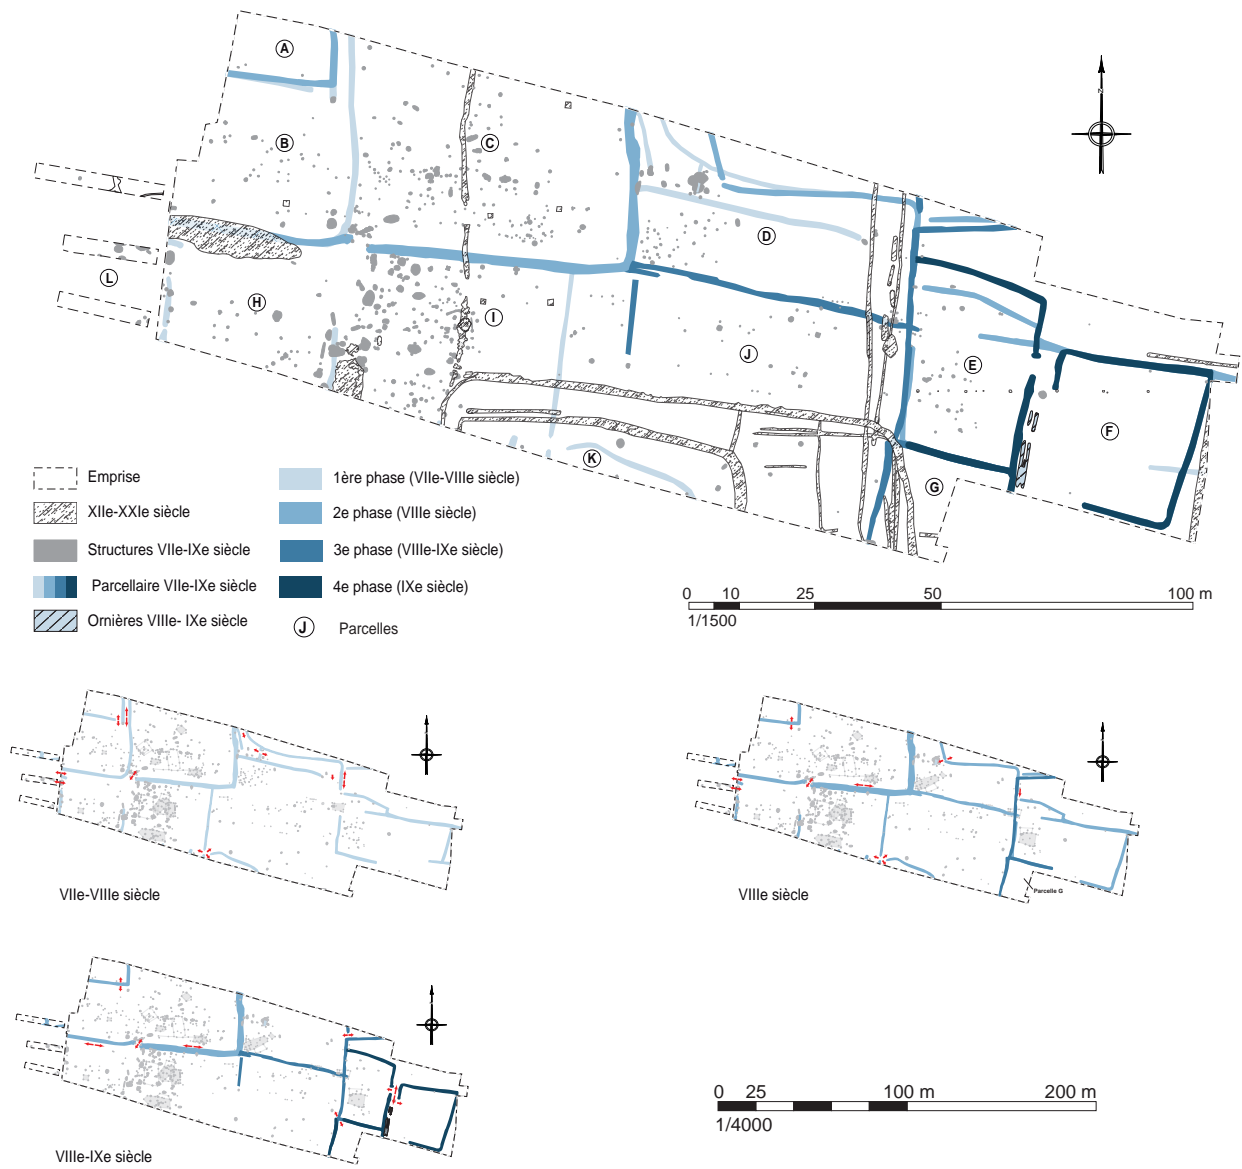 A
B
C
D
L
H
I
J
E
F
K
G
N
Emprise
XIIe-XXIe siècle
Structures VIIe-IXe siècle
Parcellaire VIIe-IXe siècle
Ornières VIIIe- IXe siècle
1ère phase (VIIe-VIIIe siècle)
2e phase (VIIIe siècle)
3e phase (VIIIe-IXe siècle)
4e phase (IXe siècle)
J Parcelles
0 10 25 50 100 m
1/1500
VIIe-VIIIe siècle
Parcelle G
VIIIe siècle
VIIIe-IXe siècle
0 25 100 m 200 m
1/4000